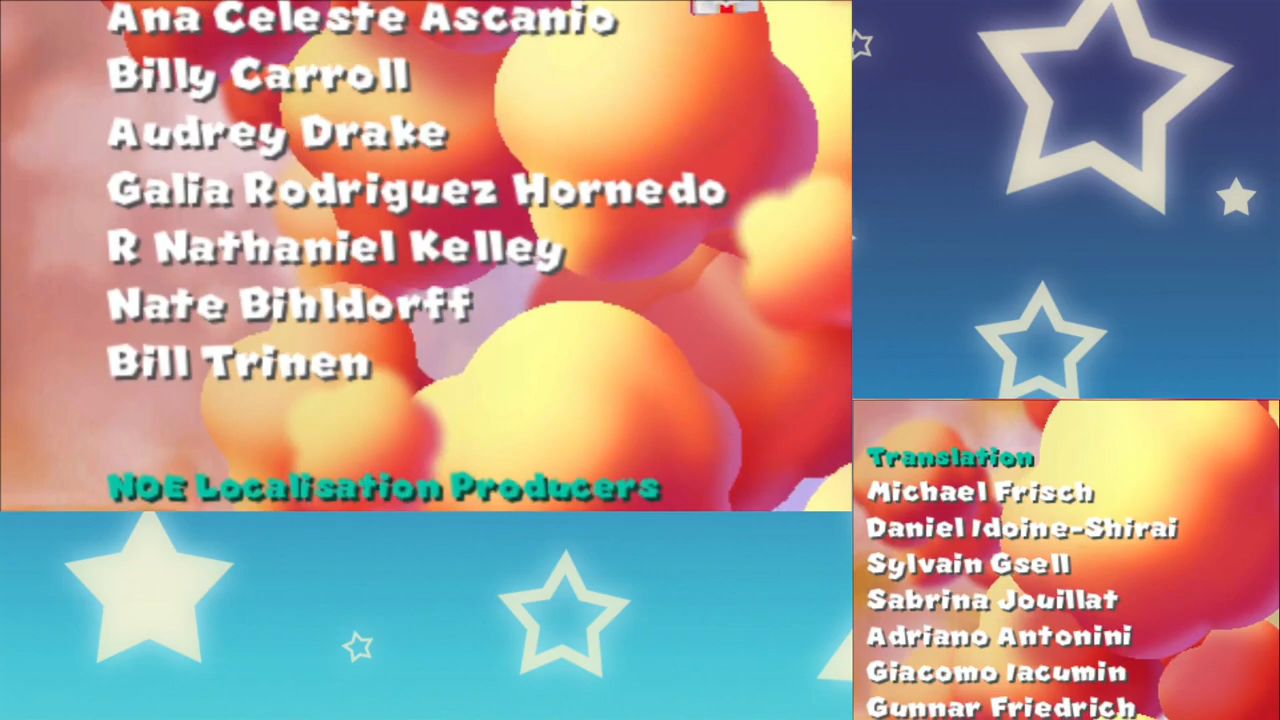 Ana Celeste Ascanio
Billy Carroll
Audrey Drake
Galia Rodriguez Hornedo
R Nathaniel Kelley
Nate Bihldorff
Bill Trinen
NOE Localisation Producers
Translation
Michael Frisch
Daniel Idoine-Shirai
Sylvain Gsell
Sabrina Jouillat
Adriano Antonini
Giacomo Iacumin
Gunnar Friedrich